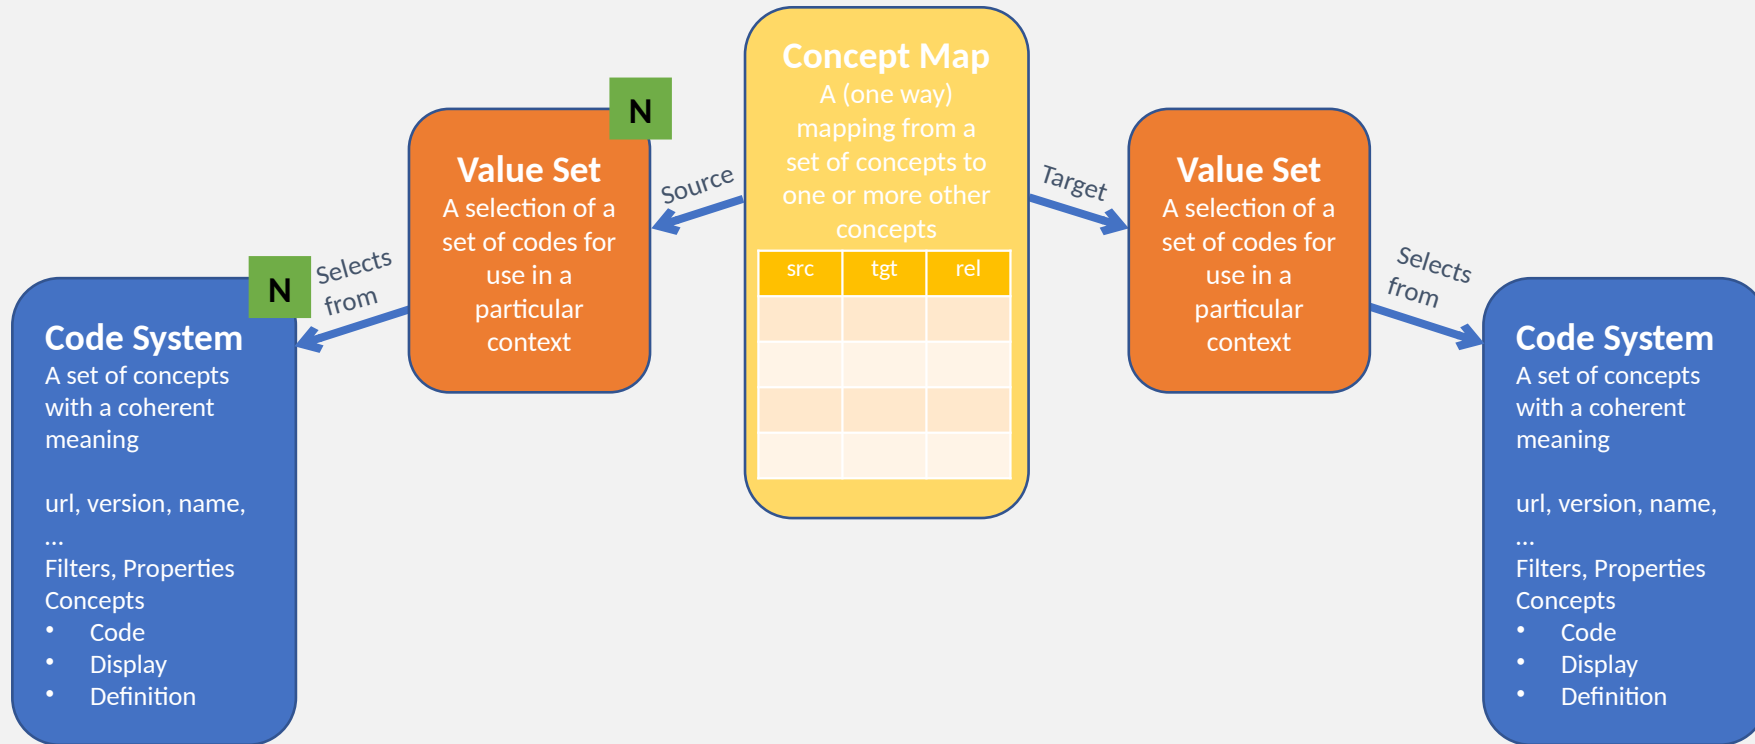 N
Code System
A set of concepts
with a coherent
meaning
url, version, name,
...
Filters, Properties
Concepts
• Code
• Display
• Definition
Selects
from
N
Value Set
A selection of a
set of codes for
use in a
particular
context
Source
Concept Map
A (one way)
mapping from a
set of concepts to
one or more other
concepts
src tgt rel
Target
Value Set
A selection of a
set of codes for
use in a
particular
context
Selects
from
Code System
A set of concepts
with a coherent
meaning
url, version, name,
...
Filters, Properties
Concepts
• Code
• Display
• Definition